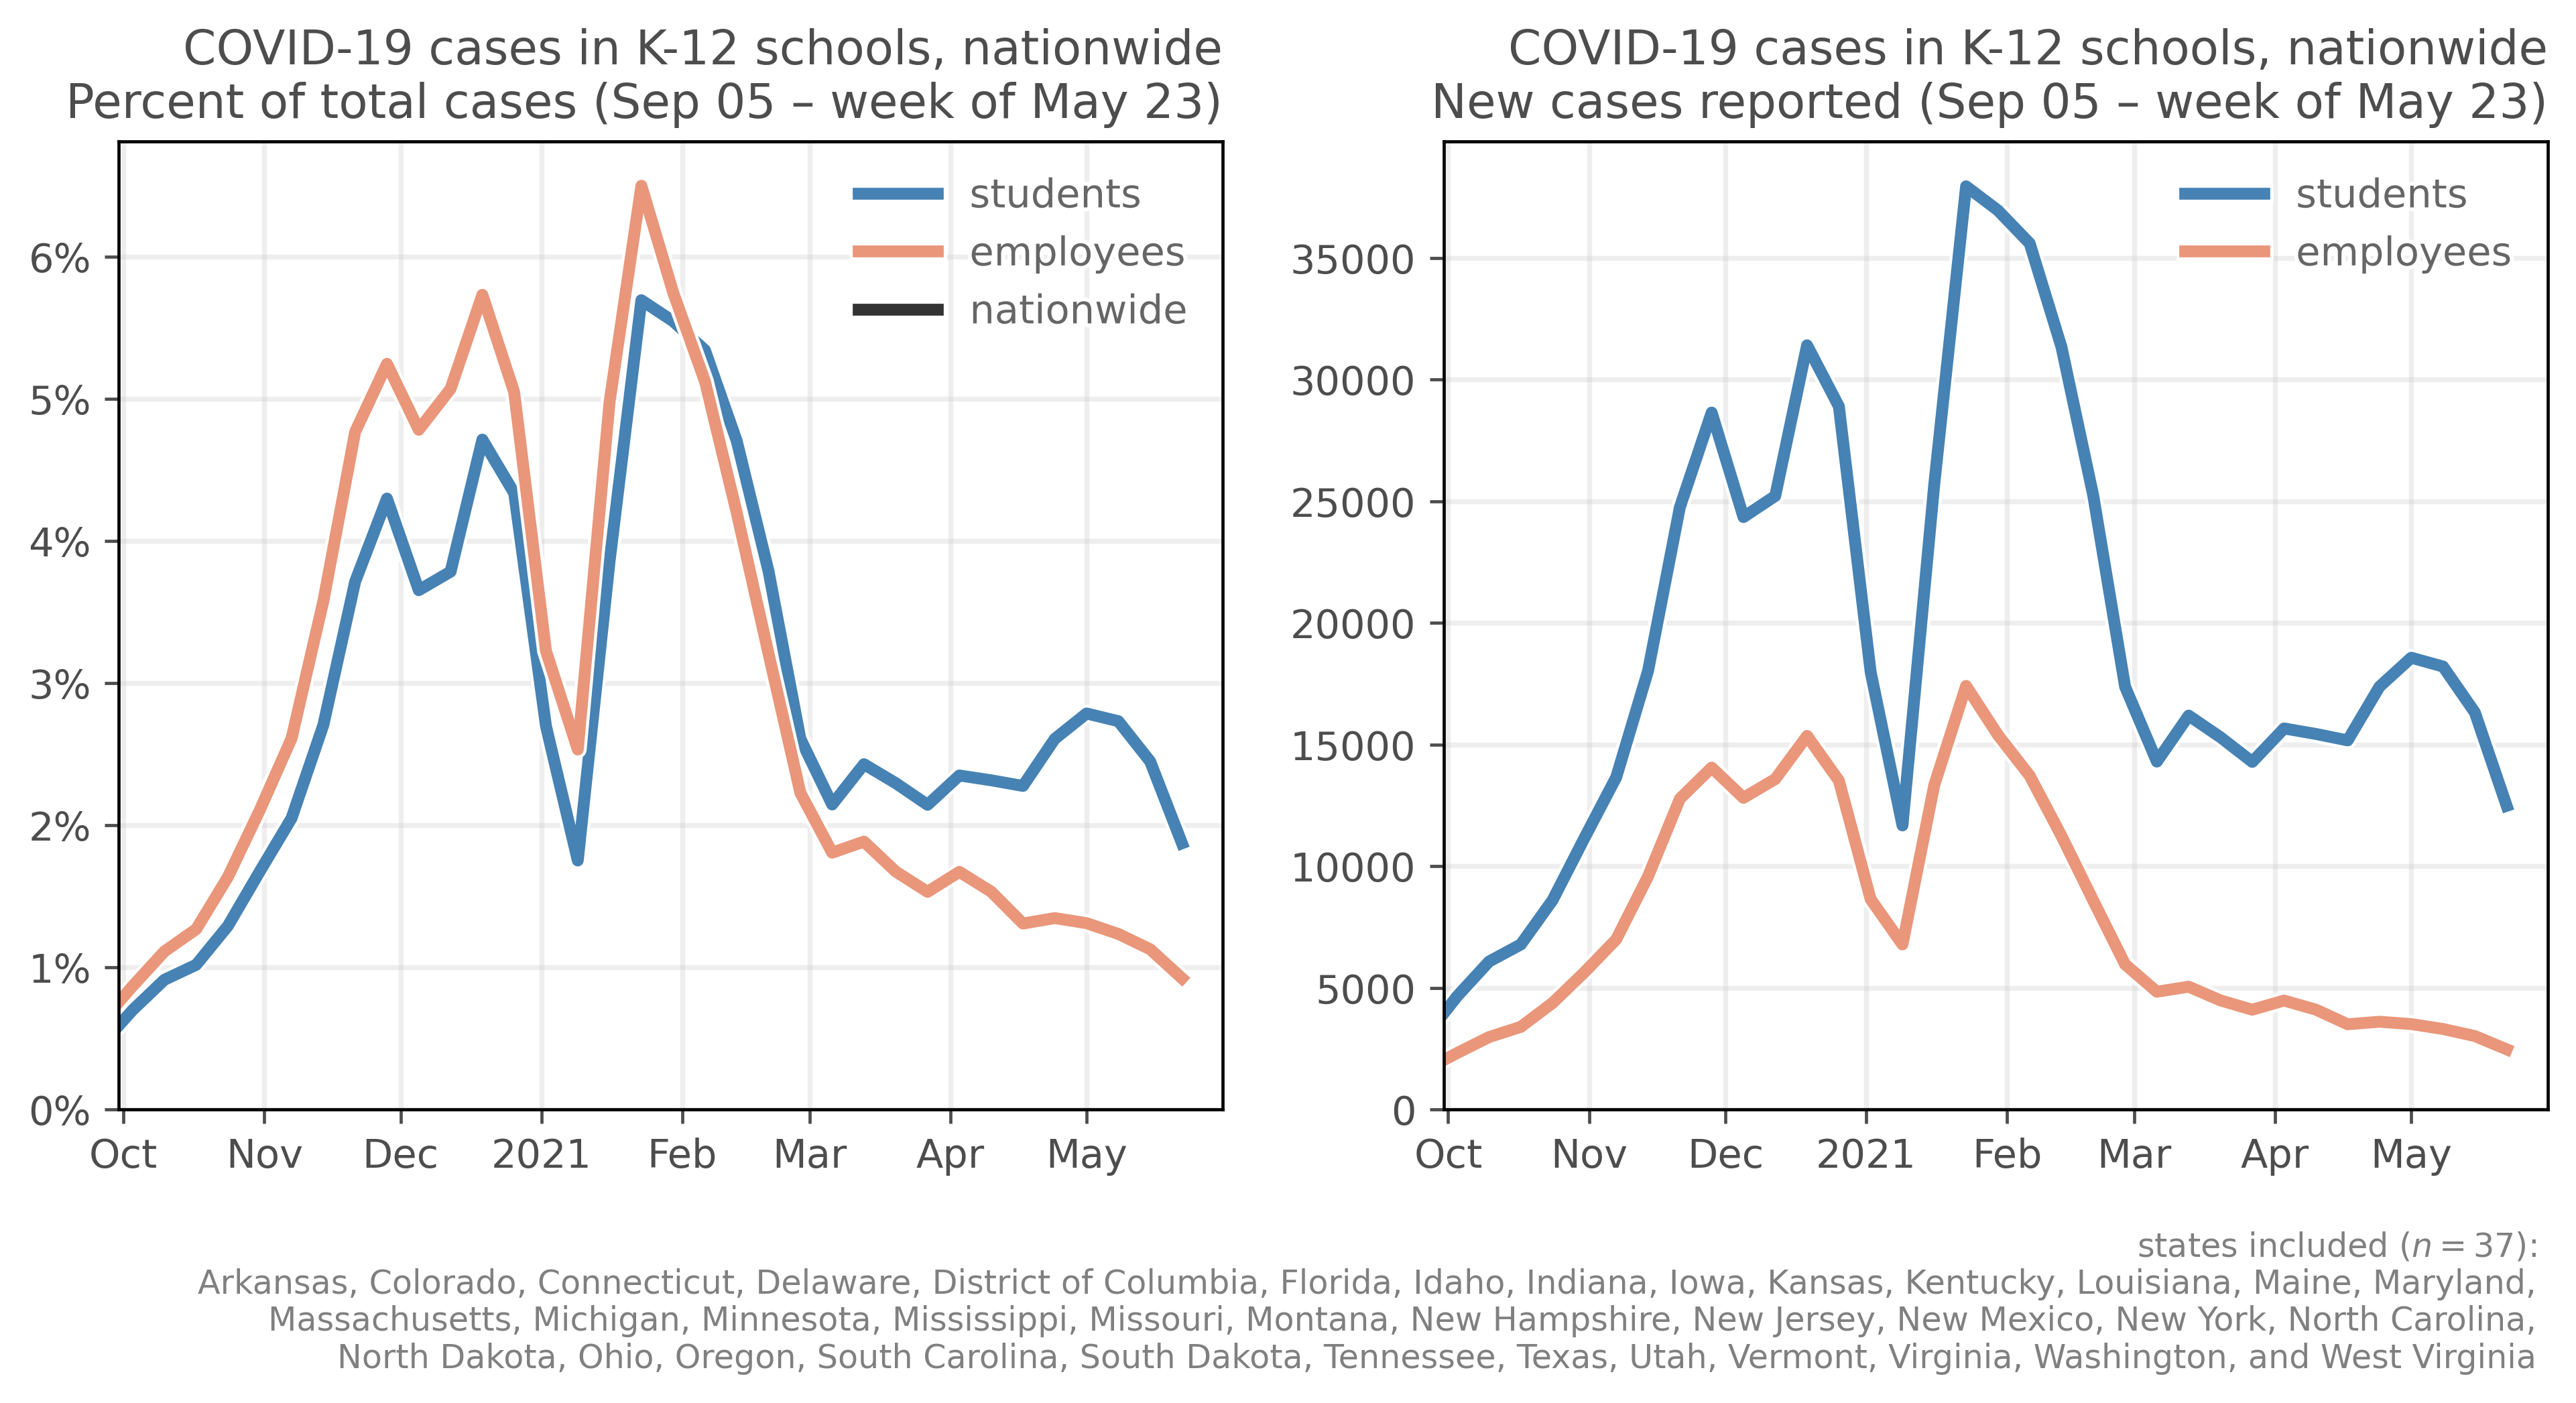 COVID-19 cases in K-12 schools, nationwide
Percent of total cases (Sep 05 – week of May 23)
students
employees
nationwide
6%
5%
4%
3%
2%
1%
0%
Oct Nov Dec 2021 Feb Mar Apr May
COVID-19 cases in K-12 schools, nationwide
New cases reported (Sep 05 – week of May 23)
students
employees
35000
30000
25000
20000
15000
10000
5000
0
Oct Nov Dec 2021 Feb Mar Apr May
states included (n = 37):
Arkansas, Colorado, Connecticut, Delaware, District of Columbia, Florida, Idaho, Indiana, Iowa, Kansas, Kentucky, Louisiana, Maine, Maryland,
Massachusetts, Michigan, Minnesota, Mississippi, Missouri, Montana, New Hampshire, New Jersey, New Mexico, New York, North Carolina,
North Dakota, Ohio, Oregon, South Carolina, South Dakota, Tennessee, Texas, Utah, Vermont, Virginia, Washington, and West Virginia